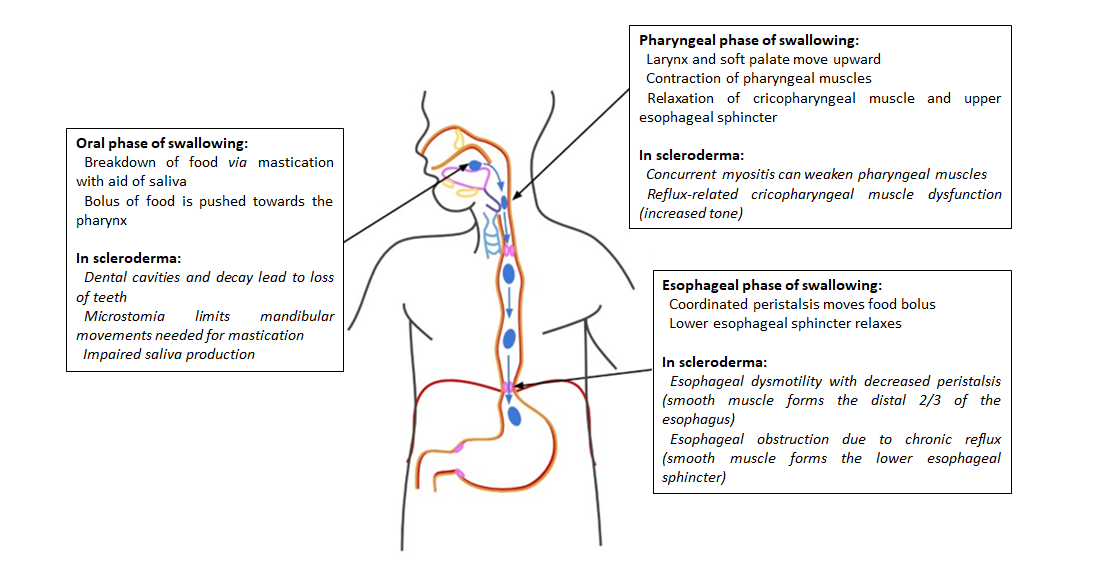 Oral phase of swallowing:
Breakdown of food via mastication
with aid of saliva
Bolus of food is pushed towards the
pharynx
In scleroderma:
Dental cavities and decay lead to loss
of teeth
Microstomia limits mandibular
movements needed for mastication
Impaired saliva production
Pharyngeal phase of swallowing:
Larynx and soft palate move upward
Contraction of pharyngeal muscles
Relaxation of cricopharyngeal muscle and upper
esophageal sphincter
In scleroderma:
Concurrent myositis can weaken pharyngeal muscles
Reflux-related cricopharyngeal muscle dysfunction
(increased tone)
Esophageal phase of swallowing:
Coordinated peristalsis moves food bolus
Lower esophageal sphincter relaxes
In scleroderma:
Esophageal dysmotility with decreased peristalsis
(smooth muscle forms the distal 2/3 of the
esophagus)
Esophageal obstruction due to chronic reflux
(smooth muscle forms the lower esophageal
sphincter)